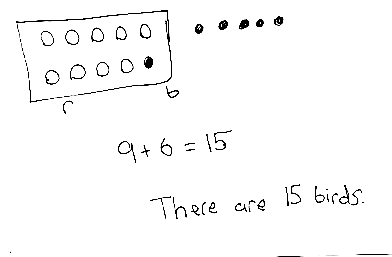 r b
9 + 6 = 15
There are 15 birds.